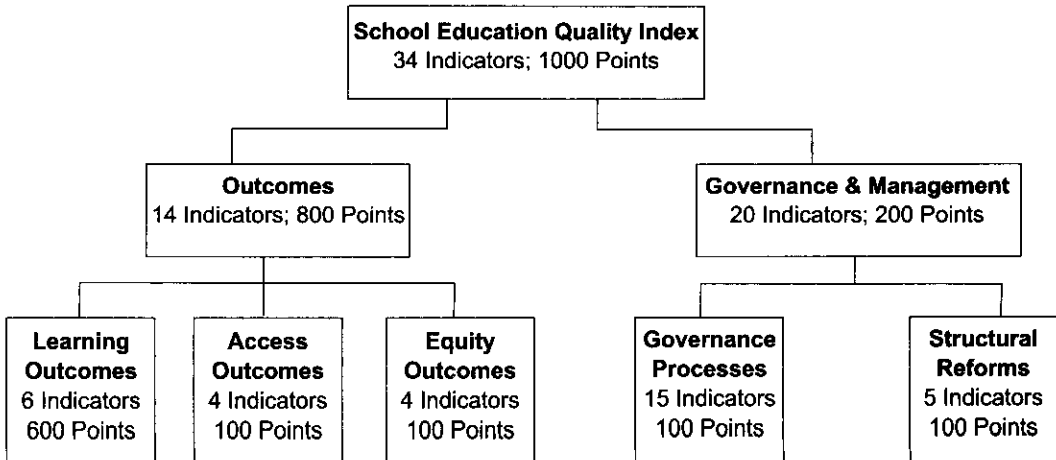 School Education Quality Index
34 Indicators; 1000 Points
Outcomes
14 Indicators; 800 Points
Governance & Management
20 Indicators; 200 Points
Learning
Outcomes
6 Indicators
600 Points
Access
Outcomes
4 Indicators
100 Points
Equity
Outcomes
4 Indicators
100 Points
Governance
Processes
15 Indicators
100 Points
Structural
Reforms
5 Indicators
100 Points